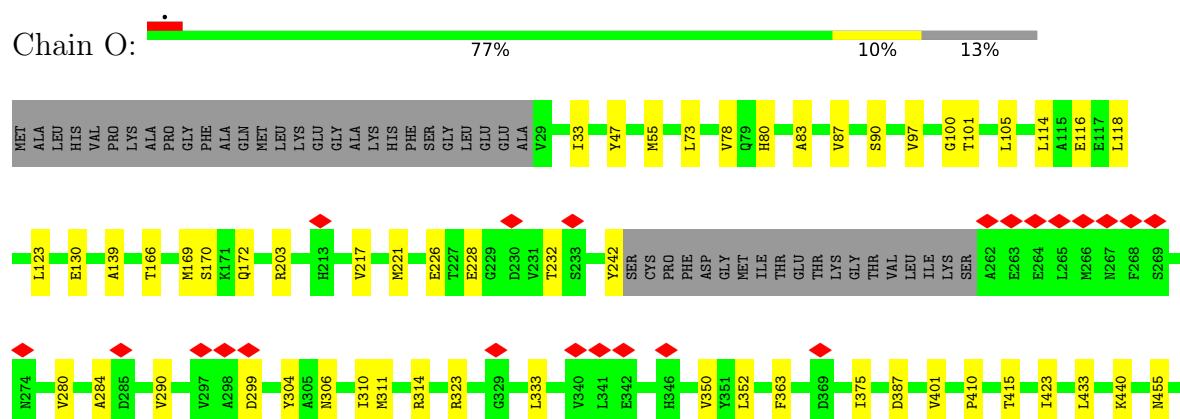 Chain O:
77% 10% 13%
MET ALA LEU HIS VAL PRO LYS ALA PRO GLY PHE ALA GLN MET LEU LYS GLU GLY ALA LYS HIS PHE SER GLY LEU GLU GLU ALA V29 I33 Y47 M55 L73 V78 Q79 H80 A83 V87 S90 V97 G100 T101 L105 L114 A115 E116 E117 L118
L123 E130 A139 T166 M169 S170 K171 Q172 R203 H213 V217 M221 E226 T227 E228 G229 D230 V231 T232 S233 Y242 SER CYS PRO PHE ASP GLY MET ILE THR GLU THR LYS GLY THR VAL LEU ILE LYS SER A262 E263 E264 L265 M266 N267 F268 S269
N274 V280 A284 D285 V290 V297 A298 D299 Y304 A305 N306 I310 M311 R314 R323 G329 L333 V340 L341 E342 H346 V350 Y351 L352 F363 D369 I375 D387 V401 P410 T415 I423 L433 K440 N455